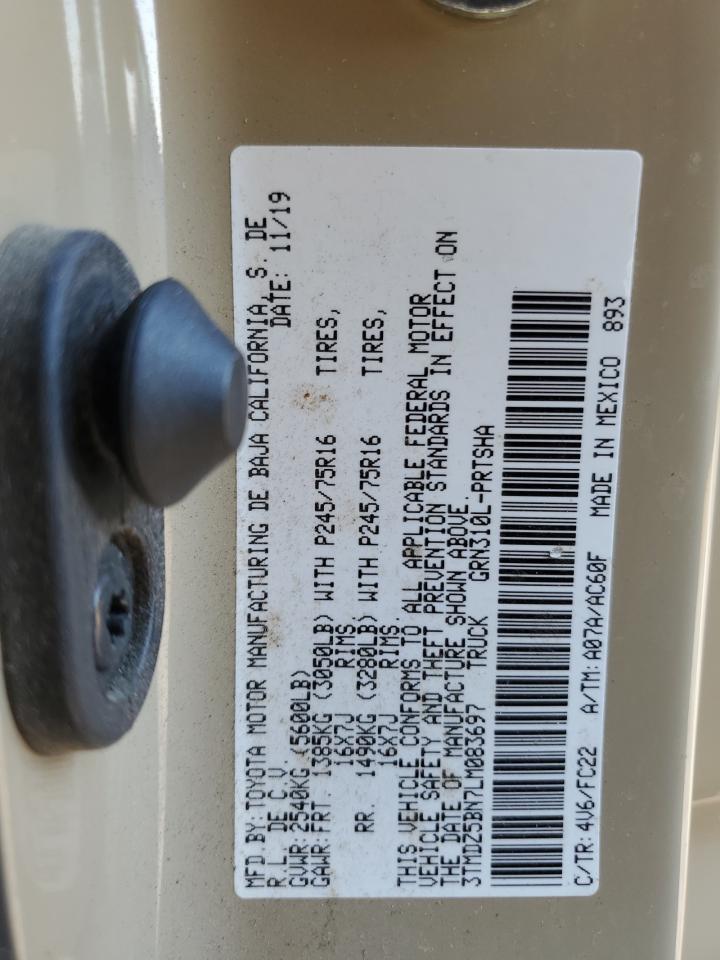 MFD.BY:TOYOTA MOTOR MANUFACTURING DE BAJA CALIFORNIA, S. DE
R.L. DE C.V. DATE: 11/19
GVWR:2540KG (5600LB)
GAWR:FRT. 1385KG (3050LB) WITH P245/75R16 TIRES,
16X7J RIMS.
RR. 1490KG (3280LB) WITH P245/75R16 TIRES,
16X7J RIMS.
THIS VEHICLE CONFORMS TO ALL APPLICABLE FEDERAL MOTOR
VEHICLE SAFETY AND THEFT PREVENTION STANDARDS IN EFFECT ON
THE DATE OF MANUFACTURE SHOWN ABOVE.
3TMDZ5BN7LM083697 TRUCK GRN310L-PRTSHA
C/TR:4V6/FC22 A/TM:A07A/AC60F MADE IN MEXICO 893